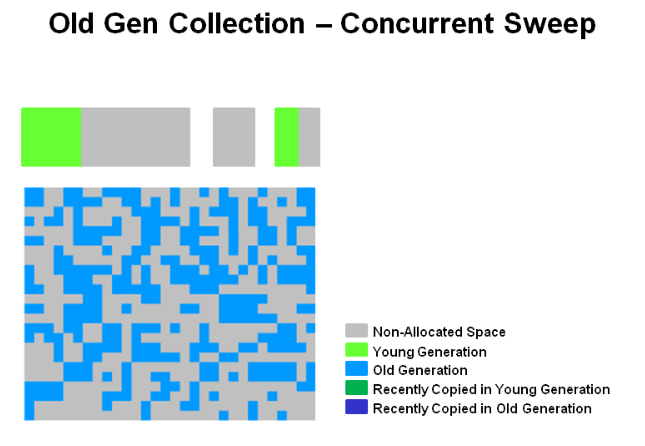 Old Gen Collection – Concurrent Sweep
Non-Allocated Space
Young Generation
Old Generation
Recently Copied in Young Generation
Recently Copied in Old Generation